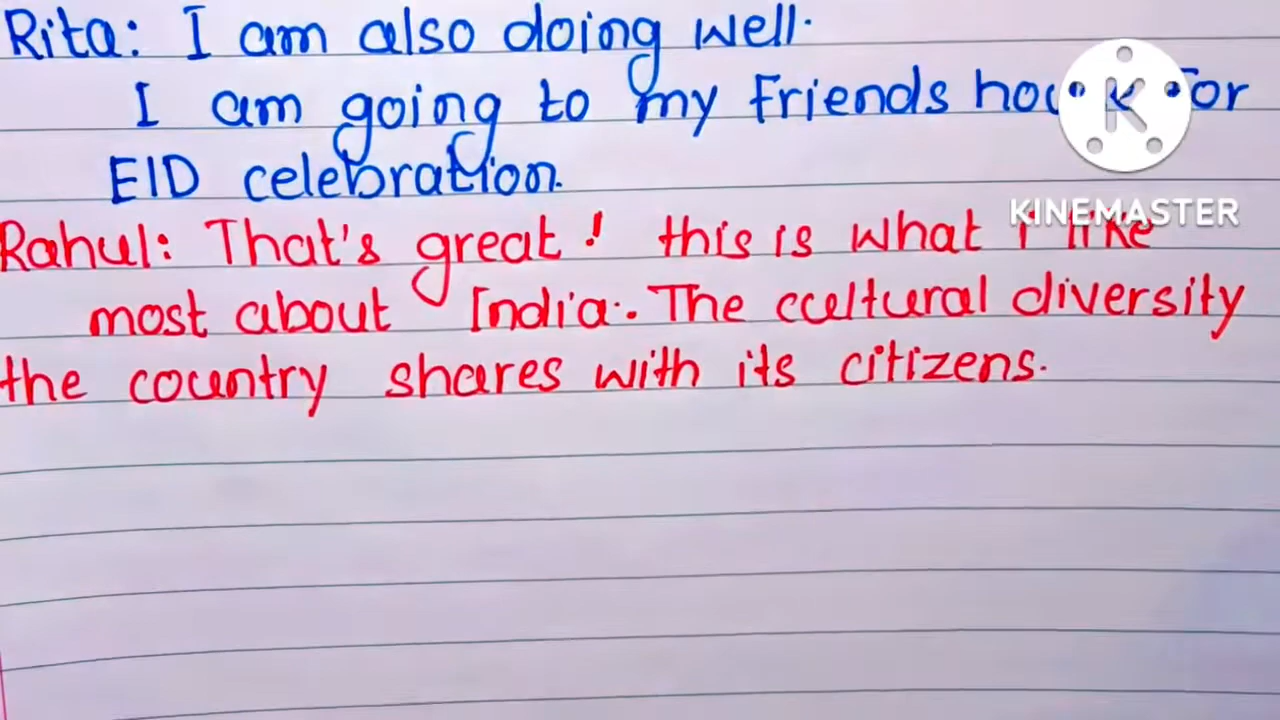 Rita: I am also doing well.
I am going to my Friends For
EID celebration.
KINEMASTER
Rahul: That's great! this is what i like
most about India. The cultural diversity
the country shares with its citizens.